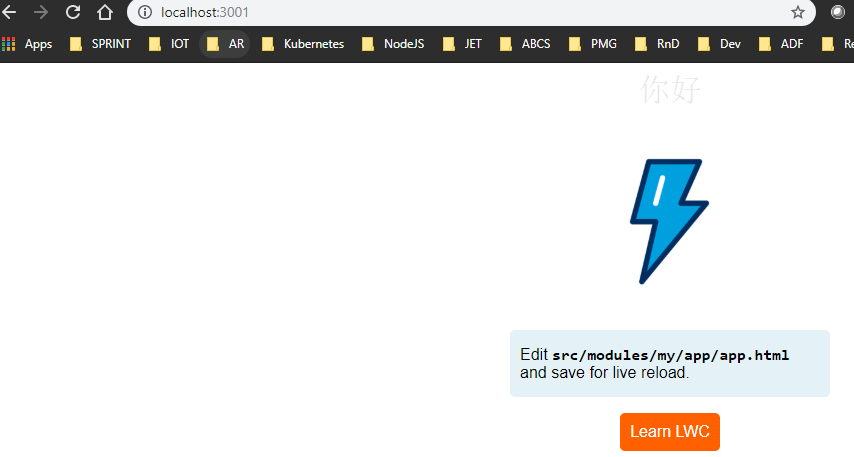 localhost:3001
Apps SPRINT IOT AR Kubernetes NodeJS JET ABCS PMG RnD Dev ADF
你好
Edit src/modules/my/app/app.html
and save for live reload.
Learn LWC